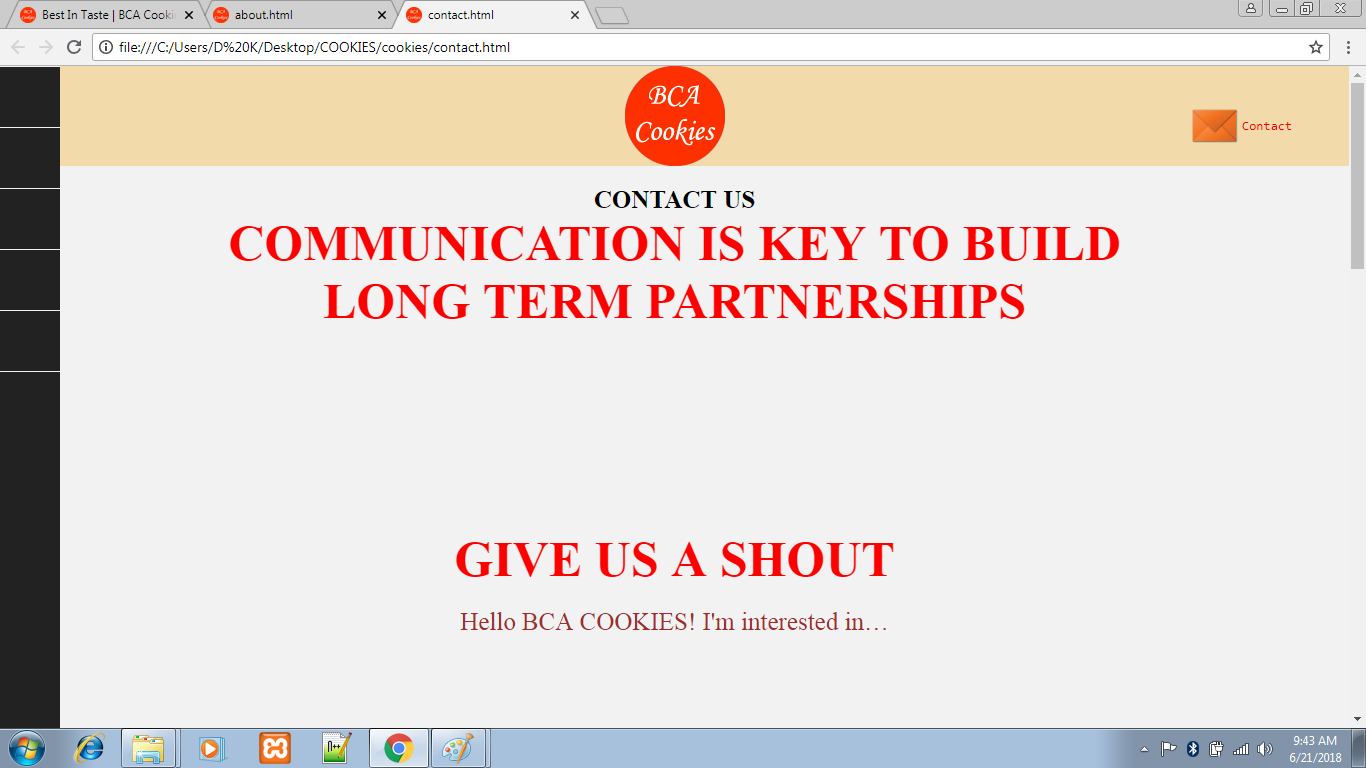 Best In Taste | BCA Cooki
about.html
contact.html
file:///C:/Users/D%20K/Desktop/COOKIES/cookies/contact.html
BCA
Cookies
Contact
CONTACT US
COMMUNICATION IS KEY TO BUILD
LONG TERM PARTNERSHIPS
GIVE US A SHOUT
Hello BCA COOKIES! I'm interested in…
9:43 AM
6/21/2018